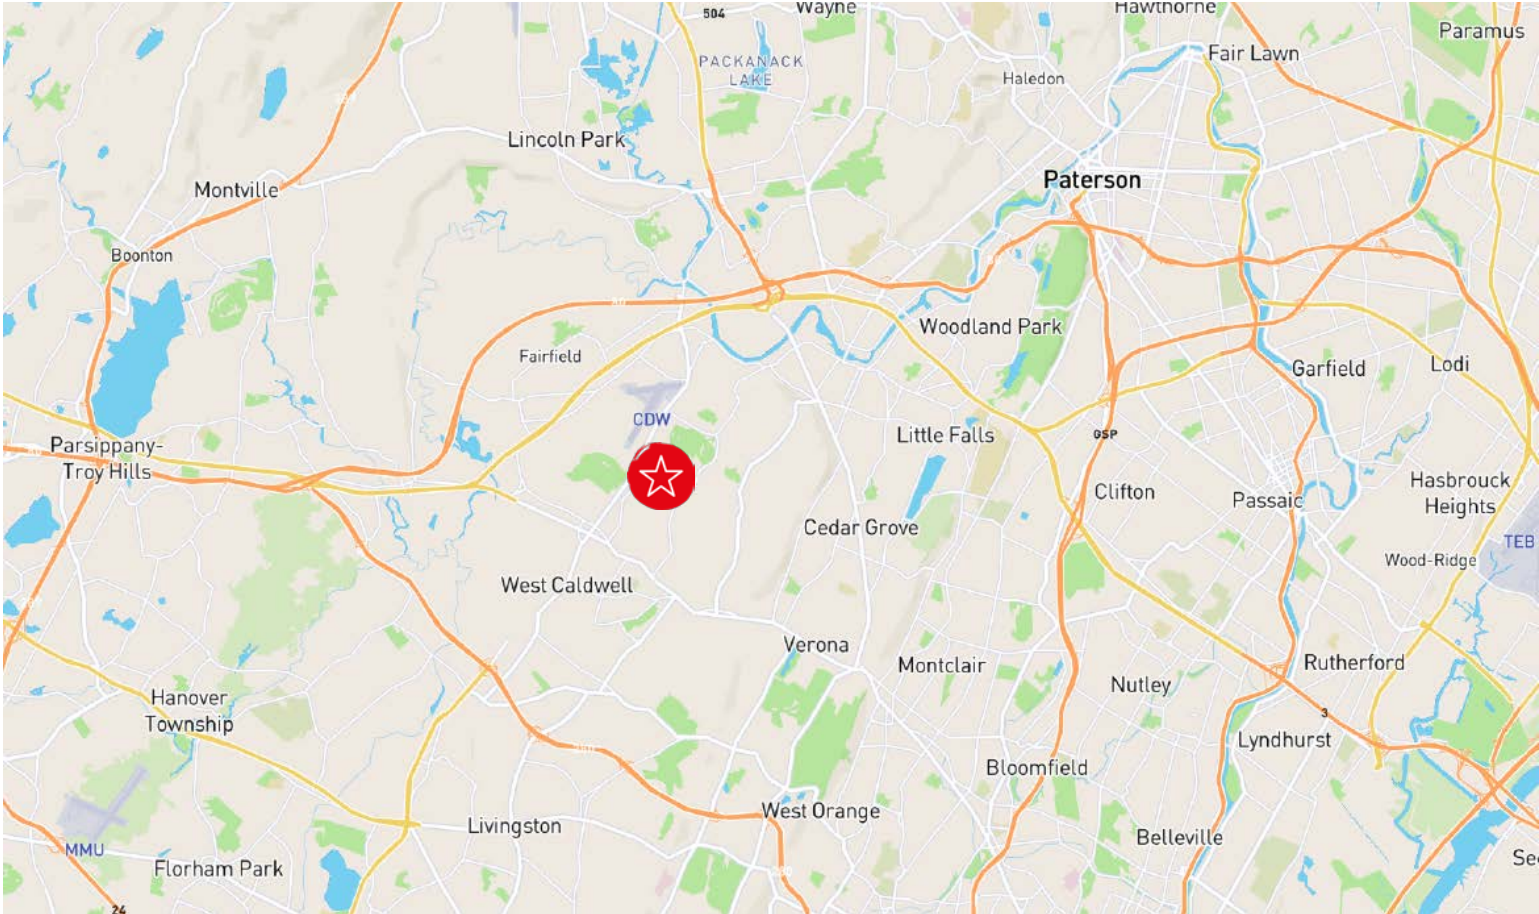 504
Wayne
Hawthorne
Paramus
PACKANACK
LAKE
Fair Lawn
Haledon
Lincoln Park
Paterson
Montville
Boonton
80
Woodland Park
Fairfield
Garfield
Lodi
CDW
Little Falls
GSP
Parsippany-
Troy Hills
Clifton
Passaic
Hasbrouck
Heights
Cedar Grove
TEB
Wood-Ridge
West Caldwell
Verona
Montclair
Rutherford
Nutley
Hanover
Township
3
Lyndhurst
Bloomfield
West Orange
Livingston
Belleville
MMU
Florham Park
Se
24